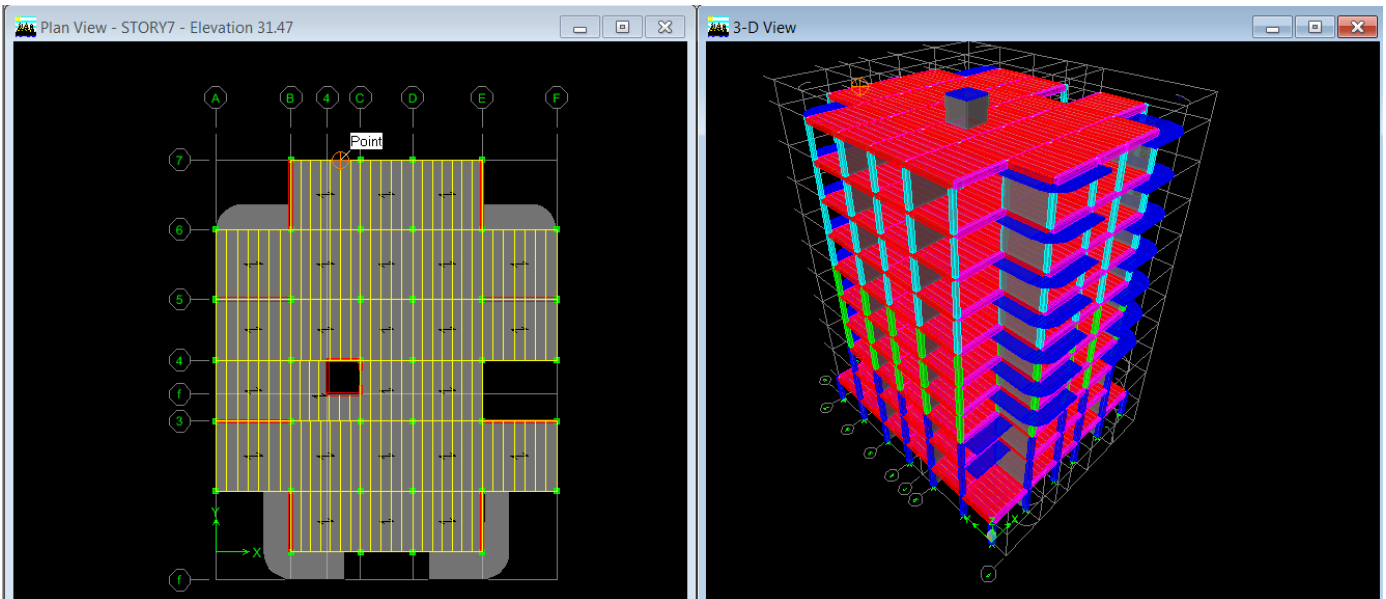 Plan View - STORY7 - Elevation 31.47
3-D View
A B 4 C D E F
Point
7
6
5
4
f
3
Y
X
f
Y Z X